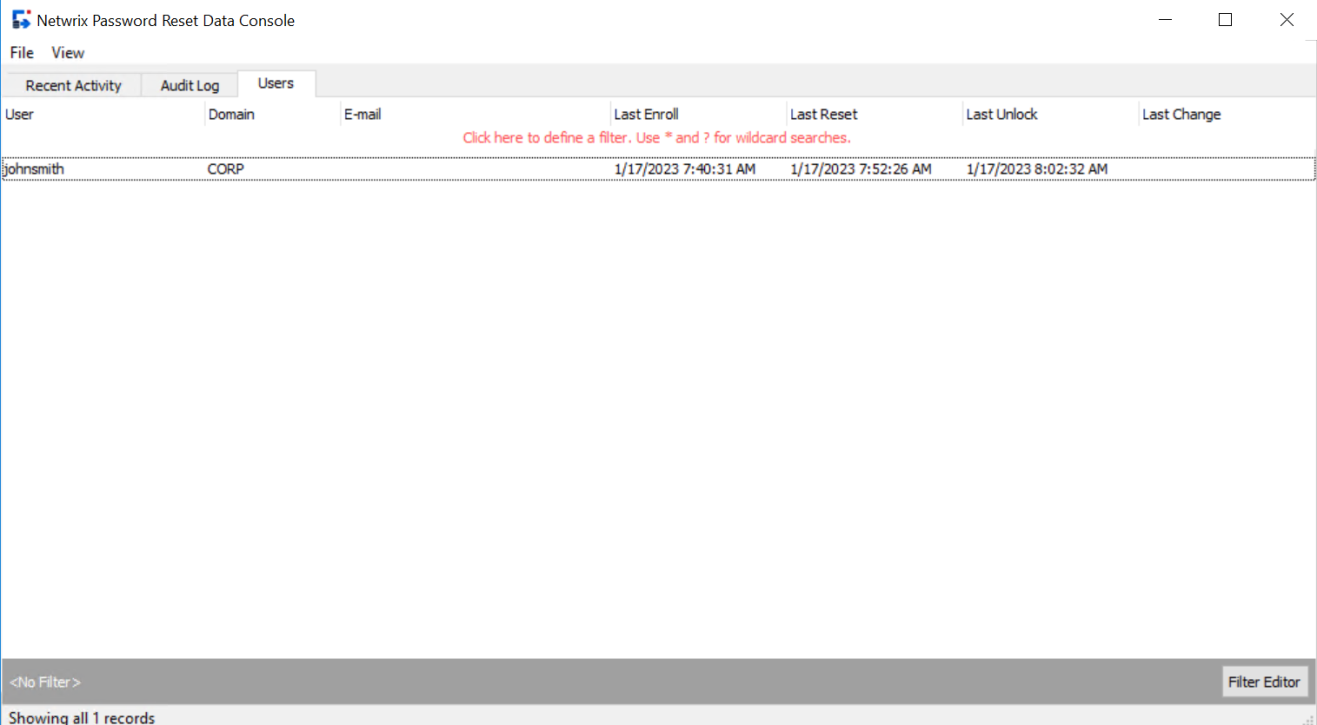 Netwrix Password Reset Data Console
File View
Recent Activity Audit Log Users
User Domain E-mail Last Enroll Last Reset Last Unlock Last Change
Click here to define a filter. Use * and ? for wildcard searches.
johnsmith CORP 1/17/2023 7:40:31 AM 1/17/2023 7:52:26 AM 1/17/2023 8:02:32 AM
<No Filter> Filter Editor
Showing all 1 records